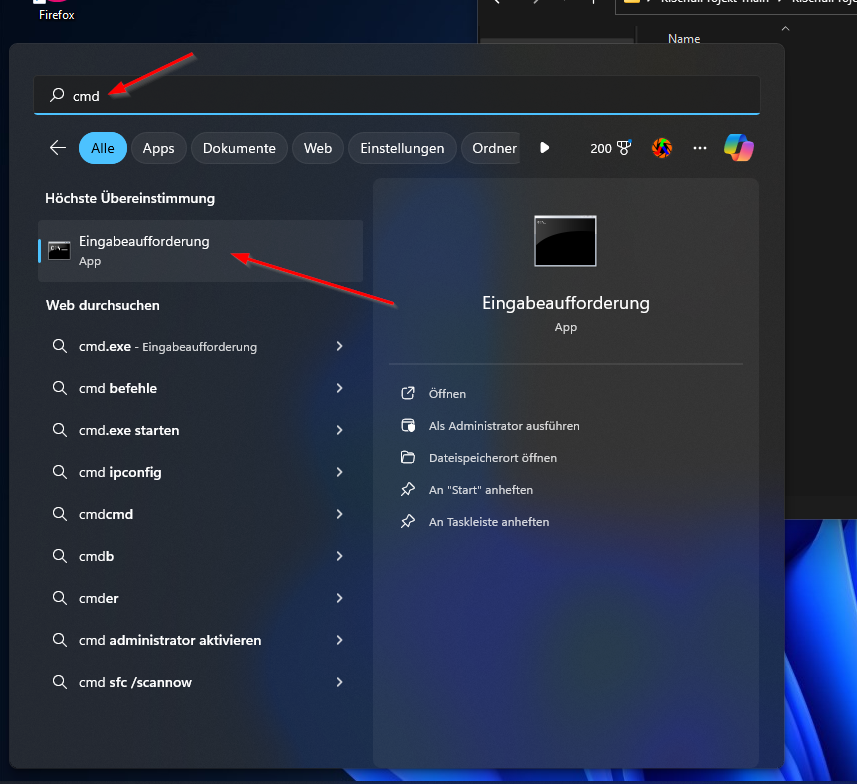 Firefox
Name
cmd
Alle
Apps
Dokumente
Web
Einstellungen
Ordner
200
Höchste Übereinstimmung
Eingabeaufforderung
App
Web durchsuchen
cmd.exe - Eingabeaufforderung
cmd befehle
cmd.exe starten
cmd ipconfig
cmdcmd
cmdb
cmder
cmd administrator aktivieren
cmd sfc /scannow
Eingabeaufforderung
App
Öffnen
Als Administrator ausführen
Dateispeicherort öffnen
An "Start" anheften
An Taskleiste anheften